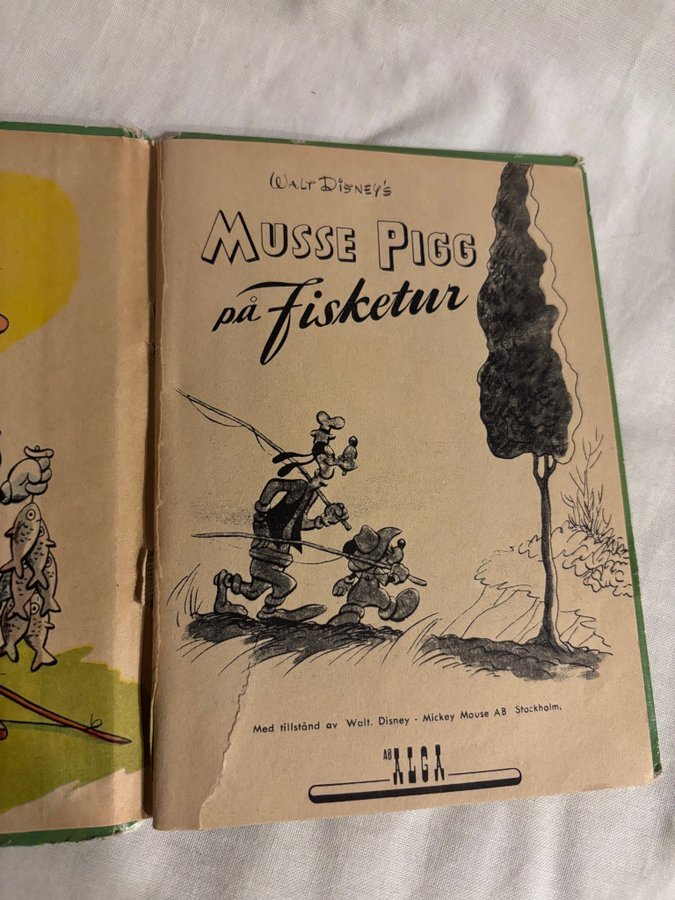 WALT DISNEY'S
MUSSE PIGG
på Fisketur
Med tillstånd av Walt. Disney - Mickey Mouse AB Stockholm.
AB ALGA